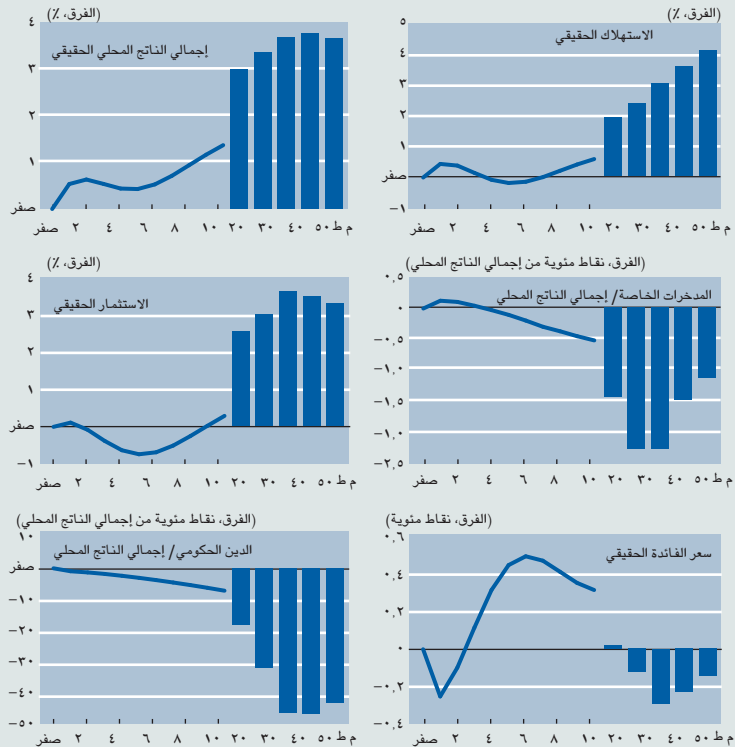 (الفرق، ٪)
٤
إجمالي الناتج المحلي الحقيقي
٣
٢
١
صفر
صفر ٢ ٤ ٦ ٨ ١٠ ٢٠ ٣٠ ٤٠ ٥٠ م ط
(الفرق، ٪)
٥
الاستهلاك الحقيقي
٤
٣
٢
١
صفر
−١
صفر ٢ ٤ ٦ ٨ ١٠ ٢٠ ٣٠ ٤٠ ٥٠ م ط
(الفرق، ٪)
٤
الاستثمار الحقيقي
٣
٢
١
صفر
−١
صفر ٢ ٤ ٦ ٨ ١٠ ٢٠ ٣٠ ٤٠ ٥٠ م ط
(الفرق، نقاط مئوية من إجمالي الناتج المحلي)
٠,٥
المدخرات الخاصة/ إجمالي الناتج المحلي
٠
−٠,٥
−١,٠
−١,٥
−١,٠
−٢,٥
صفر ٢ ٤ ٦ ٨ ١٠ ٢٠ ٣٠ ٤٠ ٥٠ م ط
(الفرق، نقاط مئوية من إجمالي الناتج المحلي)
١٠
الدين الحكومي/ إجمالي الناتج المحلي
صفر
−١٠
−٢٠
−٣٠
−٤٠
−٥٠
صفر ٢ ٤ ٦ ٨ ١٠ ٢٠ ٣٠ ٤٠ ٥٠ م ط
(الفرق، نقاط مئوية)
٠,٦
سعر الفائدة الحقيقي
٠,٤
٠,٢
٠
−٠,٢
−٠,٤
صفر ٢ ٤ ٦ ٨ ١٠ ٢٠ ٣٠ ٤٠ ٥٠ م ط